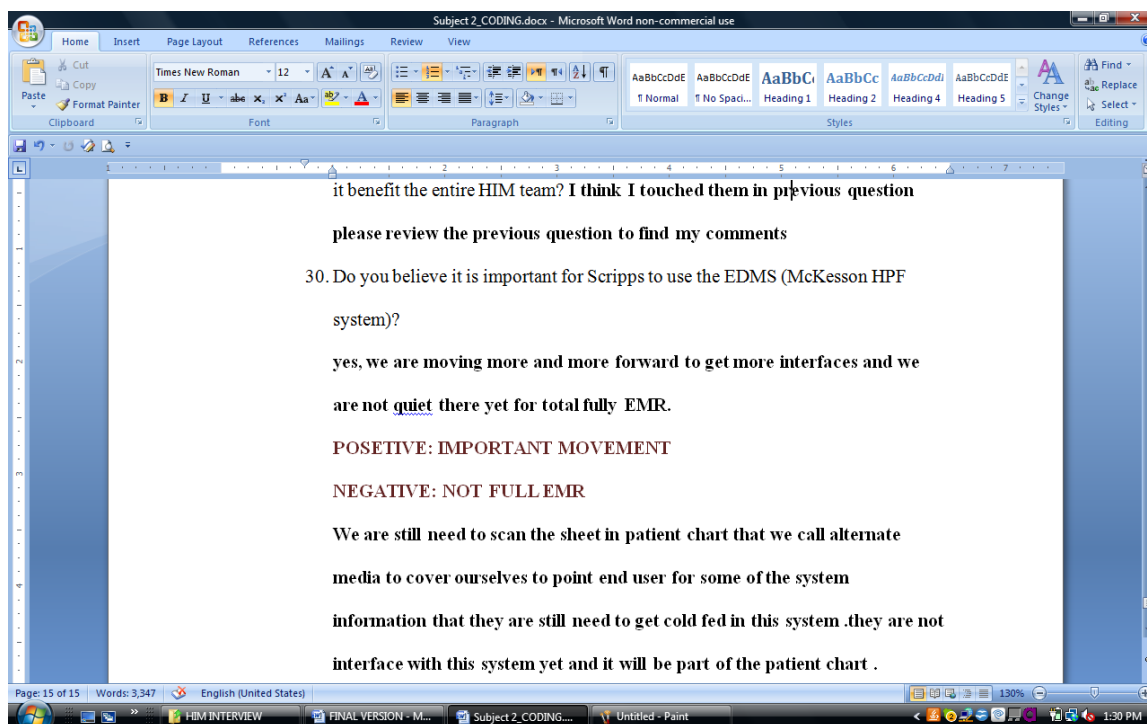 Subject 2_CODING.docx - Microsoft Word non-commercial use
Home Insert Page Layout References Mailings Review View
Cut
Copy
Format Painter
Paste
Clipboard
Times New Roman 12
Font
Paragraph
AaBbCcDdE AaBbCcDdE AaBbC AaBbCc AaBbCcDdi AaBbCcDdE
¶ Normal ¶ No Spaci... Heading 1 Heading 2 Heading 4 Heading 5
Change Styles
Styles
Find
Replace
Select
Editing
it benefit the entire HIM team? I think I touched them in previous question
please review the previous question to find my comments
30. Do you believe it is important for Scripps to use the EDMS (McKesson HPF
system)?
yes, we are moving more and more forward to get more interfaces and we
are not quiet there yet for total fully EMR.
POSETIVE: IMPORTANT MOVEMENT
NEGATIVE: NOT FULL EMR
We are still need to scan the sheet in patient chart that we call alternate
media to cover ourselves to point end user for some of the system
information that they are still need to get cold fed in this system .they are not
interface with this system yet and it will be part of the patient chart .
Page: 15 of 15 Words: 3,347 English (United States) 130%
HIM INTERVIEW FINAL VERSION - M... Subject 2_CODING.... Untitled - Paint 1:30 PM